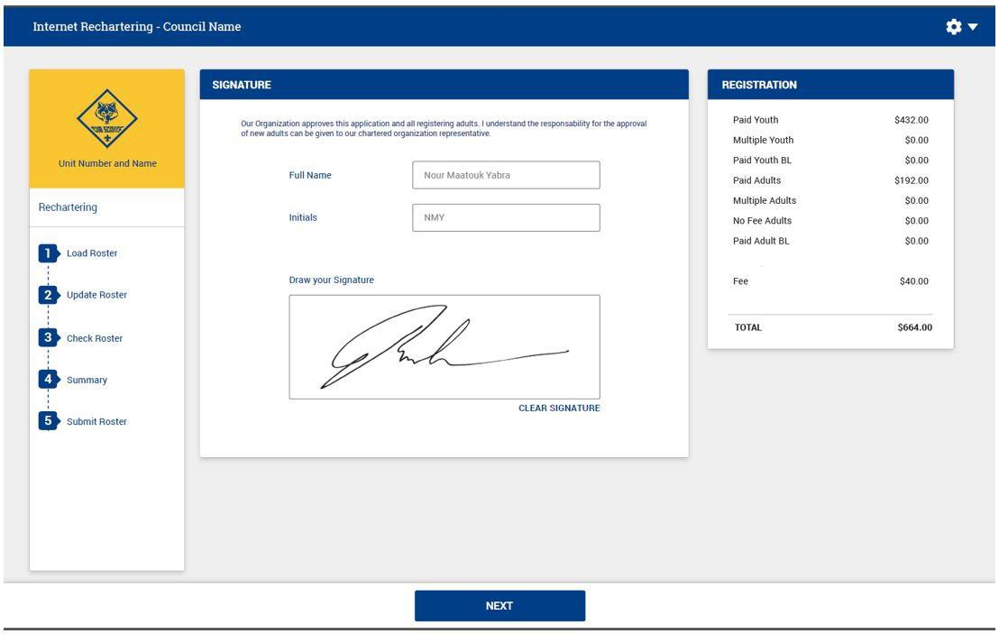 Internet Rechartering - Council Name
CUB SCOUTS
Unit Number and Name
Rechartering
1 Load Roster
2 Update Roster
3 Check Roster
4 Summary
5 Submit Roster
SIGNATURE
Our Organization approves this application and all registering adults. I understand the responsability for the approval
of new adults can be given to our chartered organization representative.
Full Name Nour Maatouk Yabra
Initials NMY
Draw your Signature
CLEAR SIGNATURE
REGISTRATION
Paid Youth $432.00
Multiple Youth $0.00
Paid Youth BL $0.00
Paid Adults $192.00
Multiple Adults $0.00
No Fee Adults $0.00
Paid Adult BL $0.00
Fee $40.00
TOTAL $664.00
NEXT